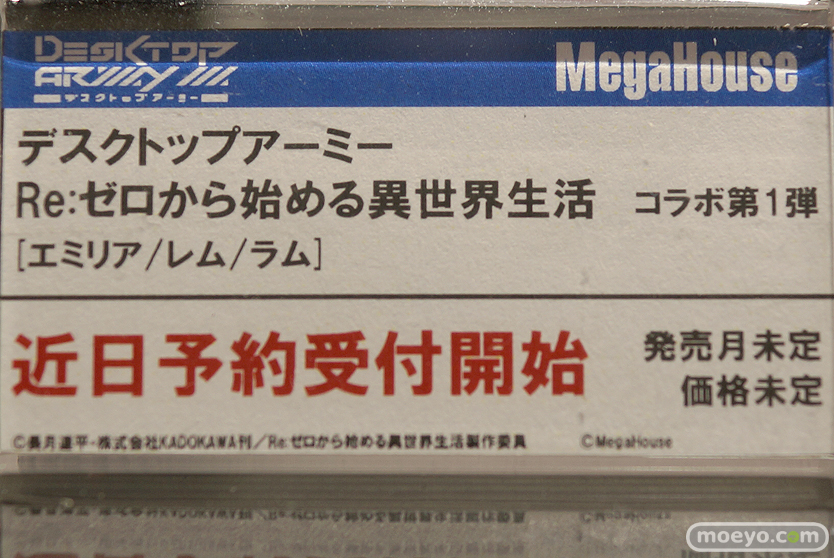 DESKTOP ARMY
デスクトップアーミー
MegaHouse
デスクトップアーミー
Re:ゼロから始める異世界生活 コラボ第1弾
[エミリア/レム/ラム]
近日予約受付開始
発売月未定
価格未定
©長月達平・株式会社KADOKAWA刊／Re:ゼロから始める異世界生活製作委員 ©MegaHouse
moeyo.com